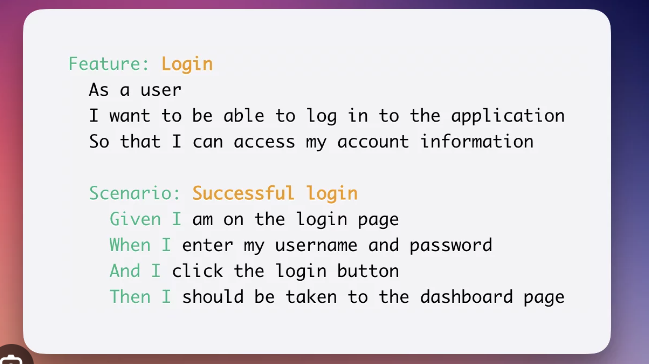 Feature: Login
As a user
I want to be able to log in to the application
So that I can access my account information
Scenario: Successful login
Given I am on the login page
When I enter my username and password
And I click the login button
Then I should be taken to the dashboard page